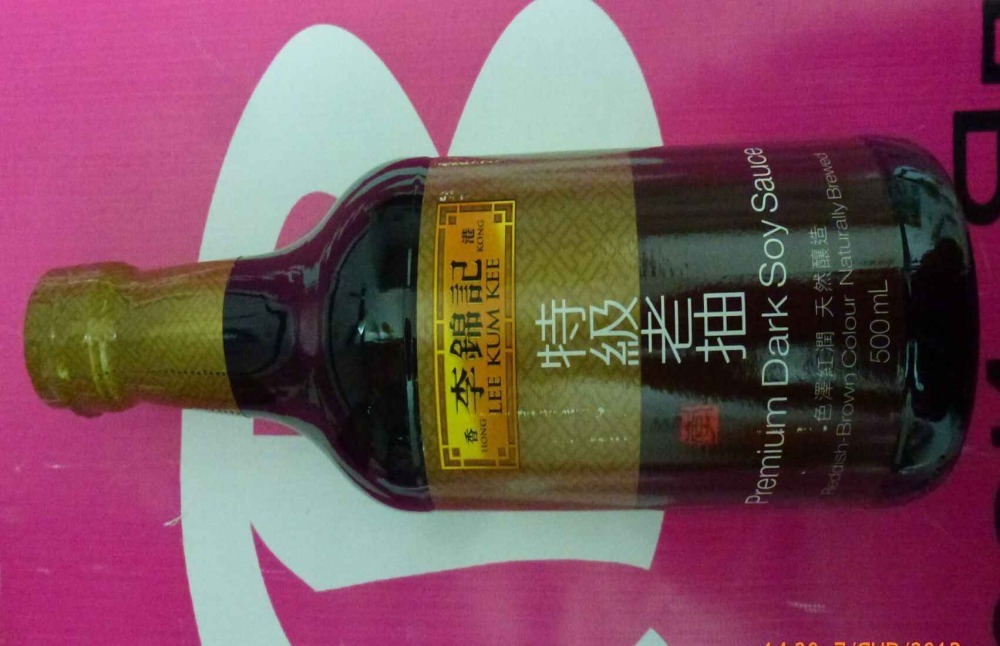 香 李錦記 港
HONG LEE KUM KEE KONG
特級
老抽
Premium Dark Soy Sauce
色澤紅潤 天然釀造
Reddish-Brown Colour Naturally Brewed
500 mL